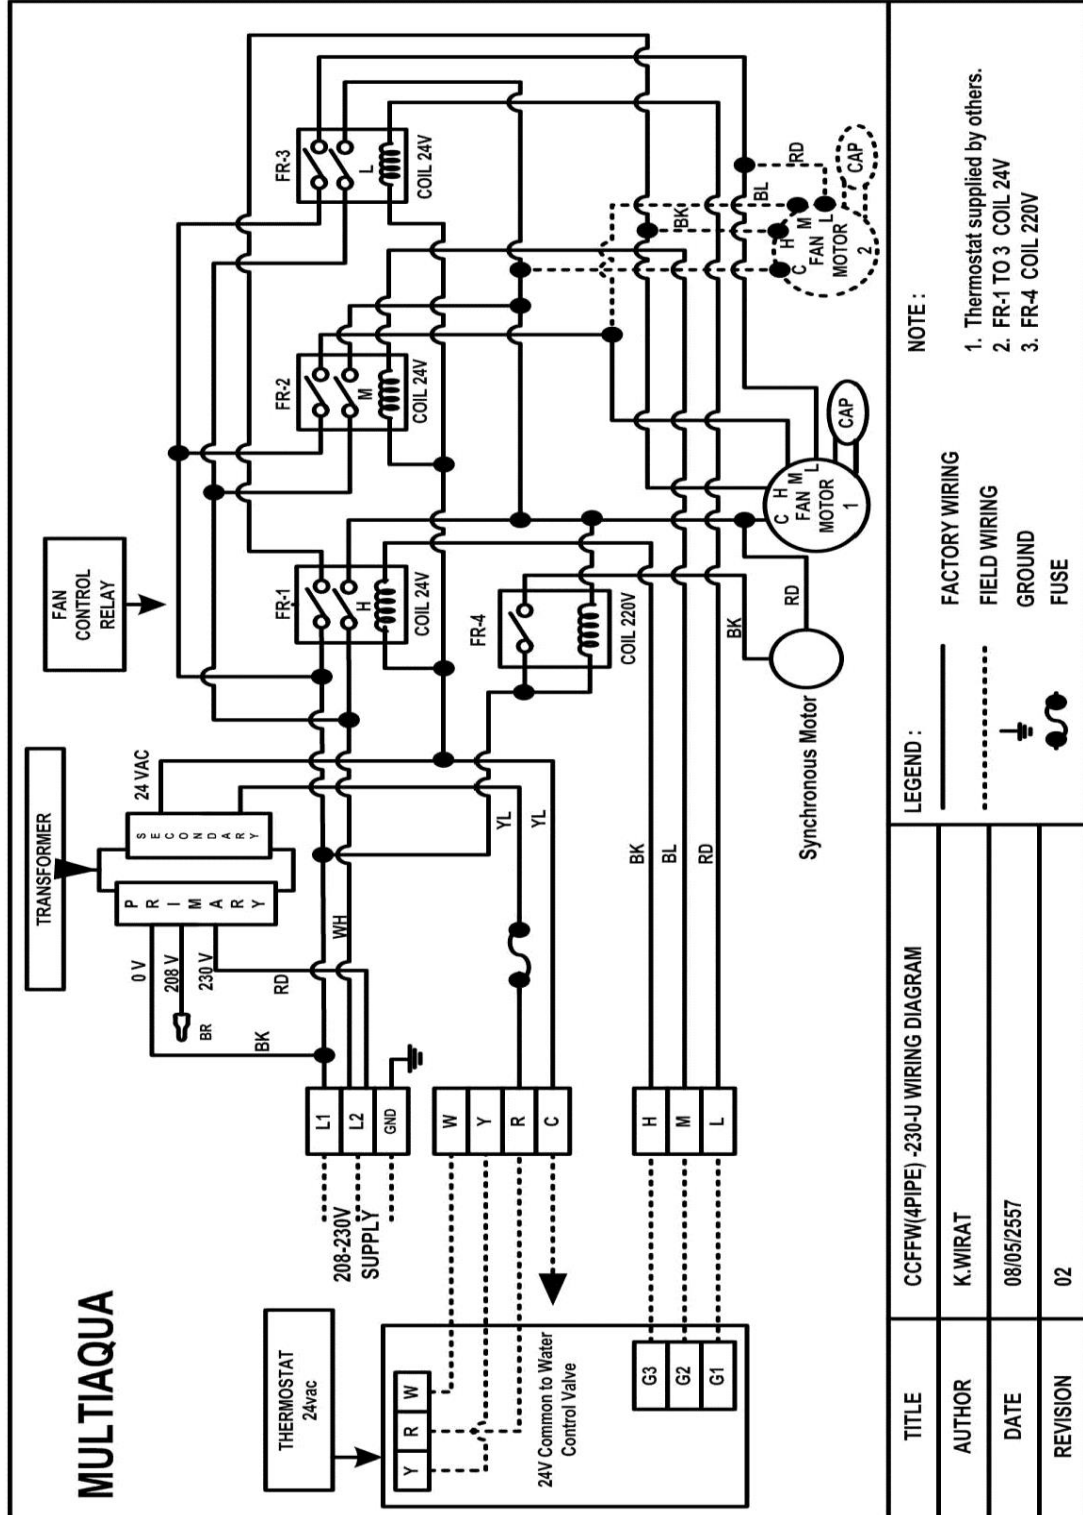 MULTIAQUA
TRANSFORMER
FAN
CONTROL
RELAY
THERMOSTAT
24vac
PRIMARY
SECONDARY
24 VAC
0 V
208 V
230 V
BR
BK
RD
WH
208-230V
SUPPLY
L1
L2
GND
W
Y
R
C
H
M
L
Y
R
W
24V Common to Water
Control Valve
G3
G2
G1
YL
YL
BK
BL
RD
FR-1
H
COIL 24V
FR-2
M
COIL 24V
FR-3
L
COIL 24V
FR-4
COIL 220V
BK
RD
Synchronous Motor
C H M L
FAN
MOTOR
1
CAP
BK
BL
RD
C H M L
FAN
MOTOR
2
CAP
LEGEND :
FACTORY WIRING
FIELD WIRING
GROUND
FUSE
NOTE :
1. Thermostat supplied by others.
2. FR-1 TO 3 COIL 24V
3. FR-4 COIL 220V
TITLE CCFFW(4PIPE) -230-U WIRING DIAGRAM
AUTHOR K.WIRAT
DATE 08/05/2557
REVISION 02